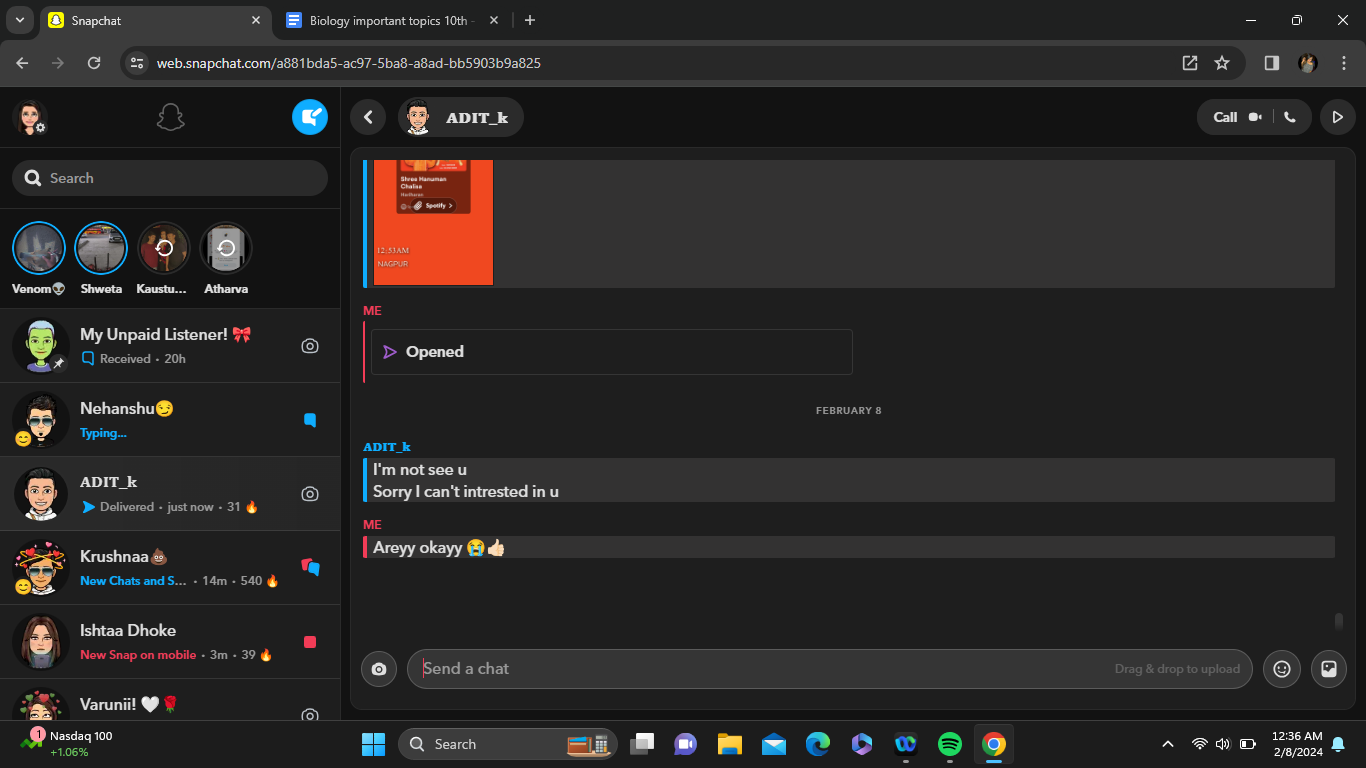 Snapchat
Biology important topics 10th -
web.snapchat.com/a881bda5-ac97-5ba8-a8ad-bb5903b9a825
Search
Venom👽
Shweta
Kaustu...
Atharva
My Unpaid Listener! 🎀
Received · 20h
Nehanshu😏
Typing...
ADIT_k
Delivered · just now · 31 🔥
Krushnaa💩
New Chats and S... · 14m · 540 🔥
Ishtaa Dhoke
New Snap on mobile · 3m · 39 🔥
Varunii! 🤍🌹
ADIT_k
Call
Shree Hanuman
Chalisa
Hariharan
Spotify >
12:53AM
NAGPUR
ME
Opened
FEBRUARY 8
ADIT_k
I'm not see u
Sorry I can't intrested in u
ME
Areyy okayy 😭👍🏻
Send a chat
Drag & drop to upload
1
Nasdaq 100
+1.06%
Search
12:36 AM
2/8/2024